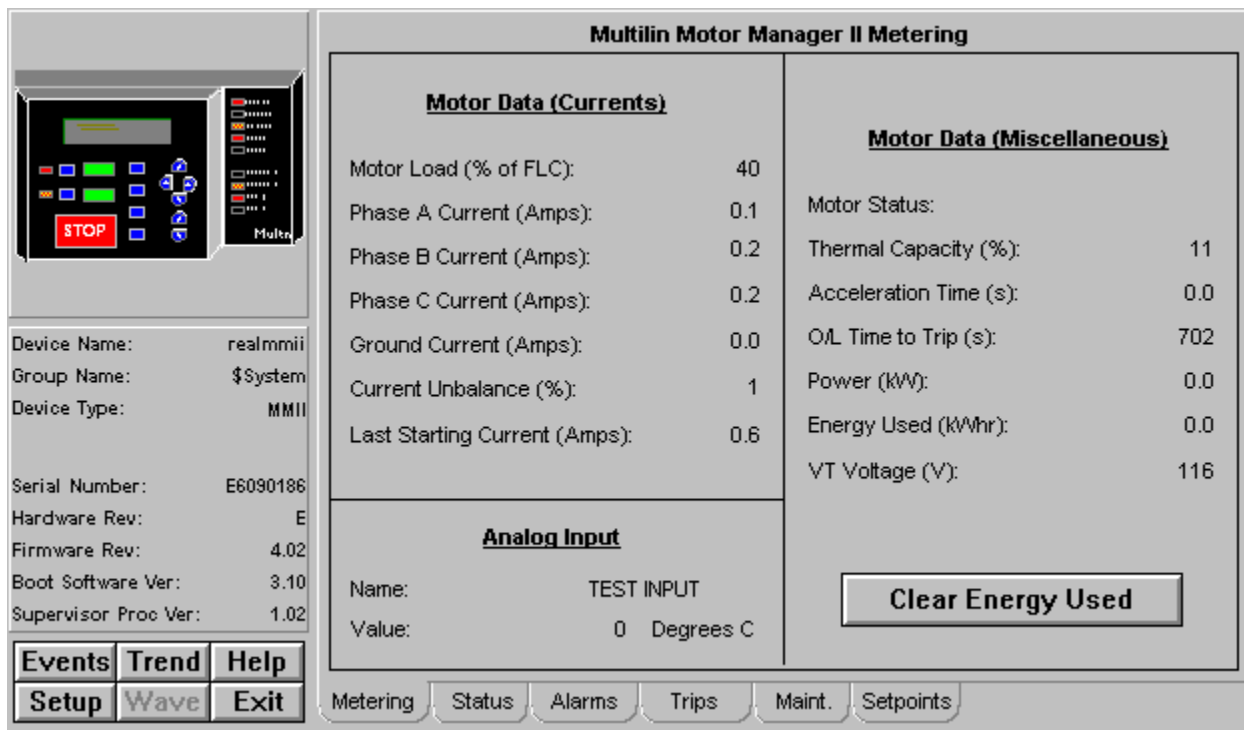 STOP
Device Name: realmmii
Group Name: $System
Device Type: MMII
Serial Number: E6090186
Hardware Rev: E
Firmware Rev: 4.02
Boot Software Ver: 3.10
Supervisor Proc Ver: 1.02
Events Trend Help
Setup Wave Exit
Multilin Motor Manager II Metering
Motor Data (Currents)
Motor Load (% of FLC): 40
Phase A Current (Amps): 0.1
Phase B Current (Amps): 0.2
Phase C Current (Amps): 0.2
Ground Current (Amps): 0.0
Current Unbalance (%): 1
Last Starting Current (Amps): 0.6
Analog Input
Name: TEST INPUT
Value: 0 Degrees C
Motor Data (Miscellaneous)
Motor Status:
Thermal Capacity (%): 11
Acceleration Time (s): 0.0
O/L Time to Trip (s): 702
Power (kW): 0.0
Energy Used (kWhr): 0.0
VT Voltage (V): 116
Clear Energy Used
Metering Status Alarms Trips Maint. Setpoints